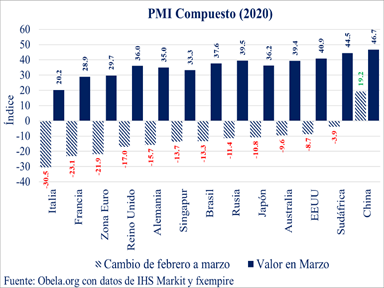 PMI Compuesto (2020)
Índice
60
50
40
30
20
10
0
-10
-20
-30
-40
20.2 28.9 29.7 36.0 35.0 33.3 37.6 39.5 36.2 39.4 40.9 44.5 46.7
-30.5 -23.1 -21.9 -17.0 -15.7 -13.7 -13.3 -11.4 -10.8 -9.6 -8.7 -3.9 19.2
Italia Francia Zona Euro Reino Unido Alemania Singapur Brasil Rusia Japón Australia EEUU Sudáfrica China
Cambio de febrero a marzo Valor en Marzo
Fuente: Obela.org con datos de IHS Markit y fxempire